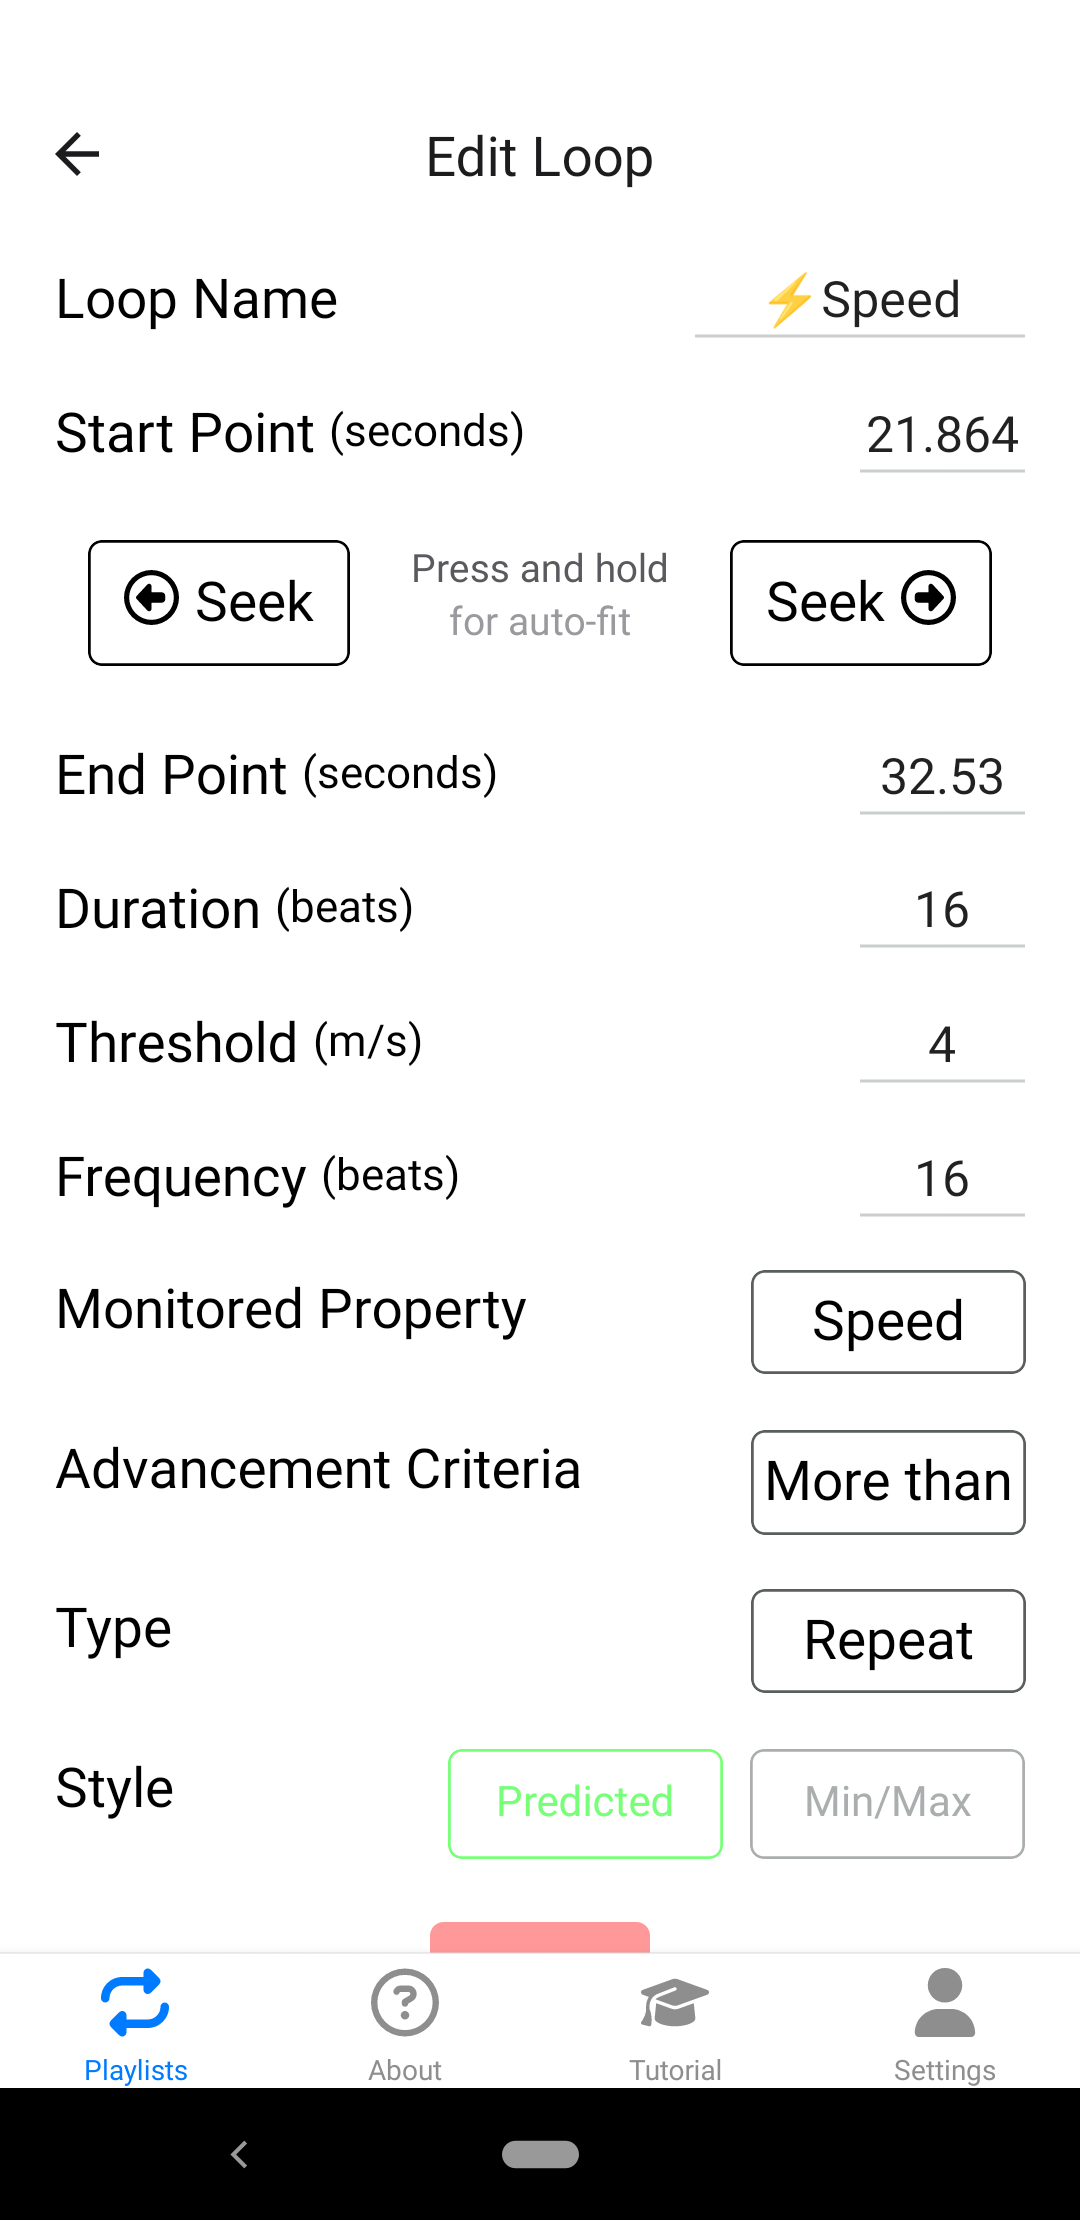 Edit Loop
Loop Name ⚡Speed
Start Point (seconds) 21.864
Seek Press and hold for auto-fit Seek
End Point (seconds) 32.53
Duration (beats) 16
Threshold (m/s) 4
Frequency (beats) 16
Monitored Property Speed
Advancement Criteria More than
Type Repeat
Style Predicted Min/Max
Playlists About Tutorial Settings